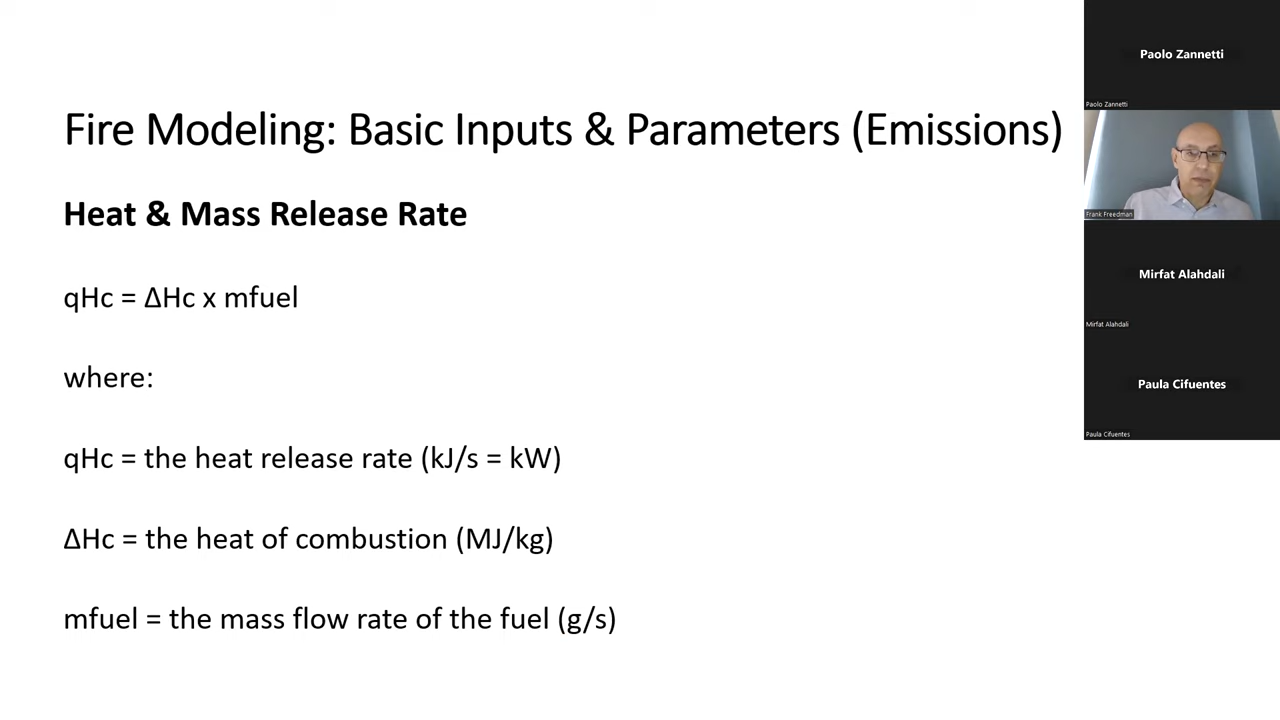 Fire Modeling: Basic Inputs & Parameters (Emissions)
Heat & Mass Release Rate
qHc = ΔHc x mfuel
where:
qHc = the heat release rate (kJ/s = kW)
ΔHc = the heat of combustion (MJ/kg)
mfuel = the mass flow rate of the fuel (g/s)
Paolo Zannetti
Paolo Zannetti
Frank Freedman
Mirfat Alahdali
Mirfat Alahdali
Paula Cifuentes
Paula Cifuentes